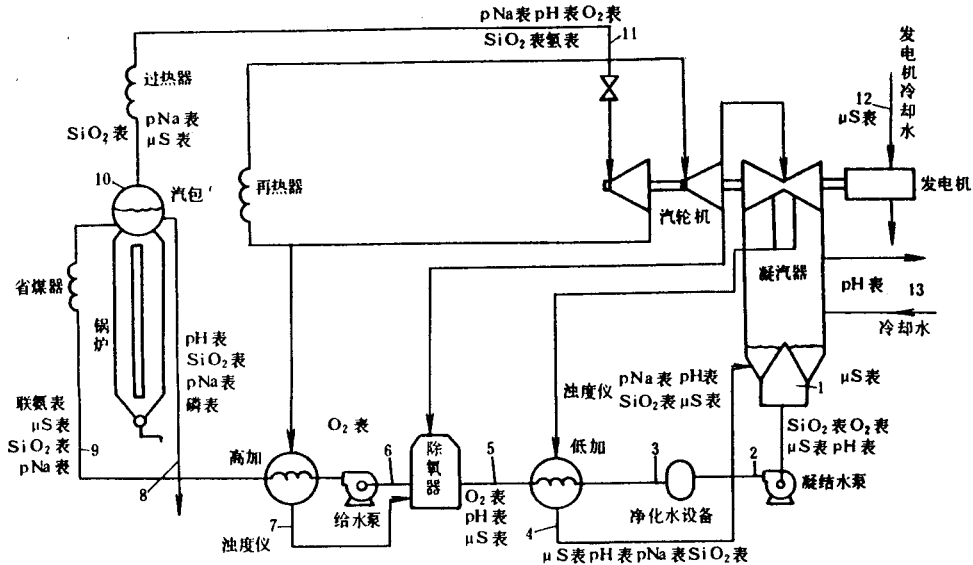 pNa表pH表O₂表
SiO₂表氢表
11
过热器
SiO₂表
pNa表
μS表
10
汽包
再热器
汽轮机
发电机冷却水
12
μS表
发电机
省煤器
锅炉
凝汽器
pH表
13
冷却水
pH表
SiO₂表
pNa表
磷表
联氨表
μS表
SiO₂表
pNa表
9
8
O₂表
浊度仪
pNa表 pH表
SiO₂表μS表
1
μS表
SiO₂表O₂表
μS表pH表
高加
6
除氧器
5
低加
3
2
凝结水泵
给水泵
7
浊度仪
O₂表
pH表
μS表
4
净化水设备
μS表pH表pNa表SiO₂表